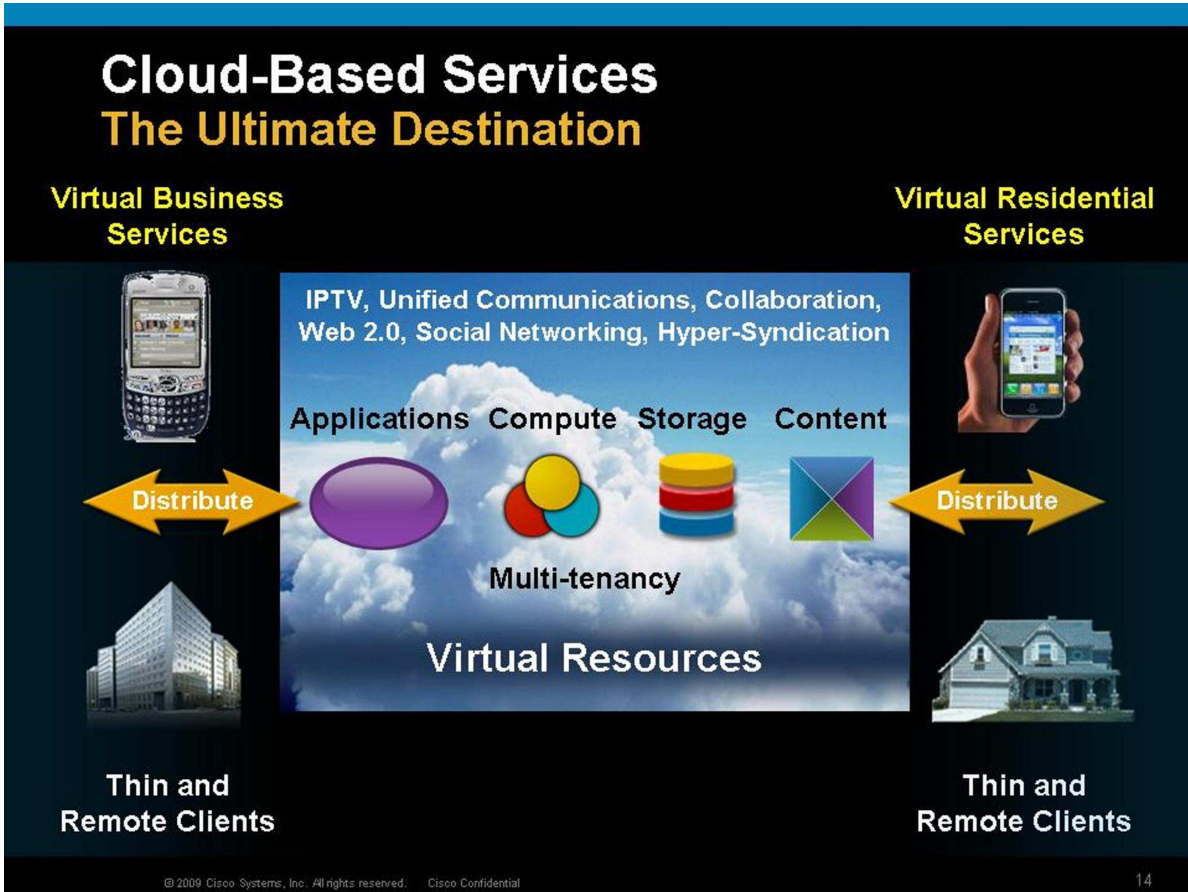 Cloud-Based Services
The Ultimate Destination
Virtual Business
Services
Virtual Residential
Services
IPTV, Unified Communications, Collaboration,
Web 2.0, Social Networking, Hyper-Syndication
Applications Compute Storage Content
Distribute
Distribute
Multi-tenancy
Virtual Resources
Thin and
Remote Clients
Thin and
Remote Clients
© 2009 Cisco Systems, Inc. All rights reserved. Cisco Confidential
14